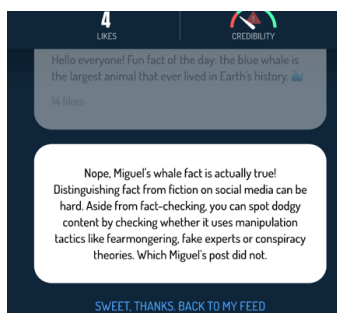 4
LIKES
CREDIBILITY
Hello everyone! Fun fact of the day: the blue whale is
the largest animal that ever lived in Earth's history. 🐳
14 likes
Nope, Miguel's whale fact is actually true!
Distinguishing fact from fiction on social media can be
hard. Aside from fact-checking, you can spot dodgy
content by checking whether it uses manipulation
tactics like fearmongering, fake experts or conspiracy
theories. Which Miguel's post did not.
SWEET, THANKS. BACK TO MY FEED